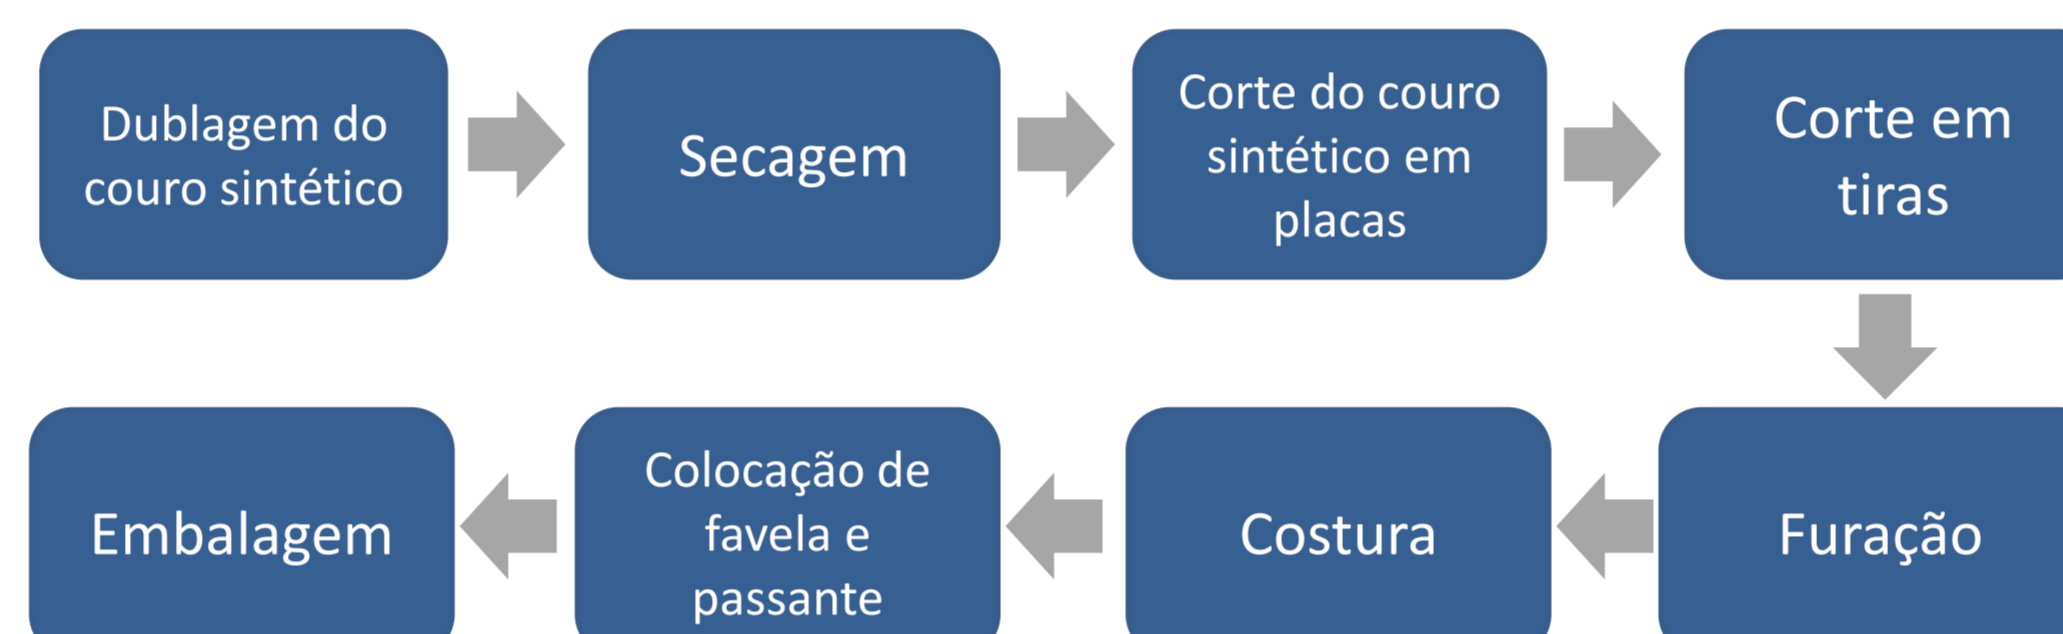 Dublagem do
couro sintético
Secagem
Corte do couro
sintético em
placas
Corte em
tiras
Furação
Costura
Colocação de
favela e
passante
Embalagem